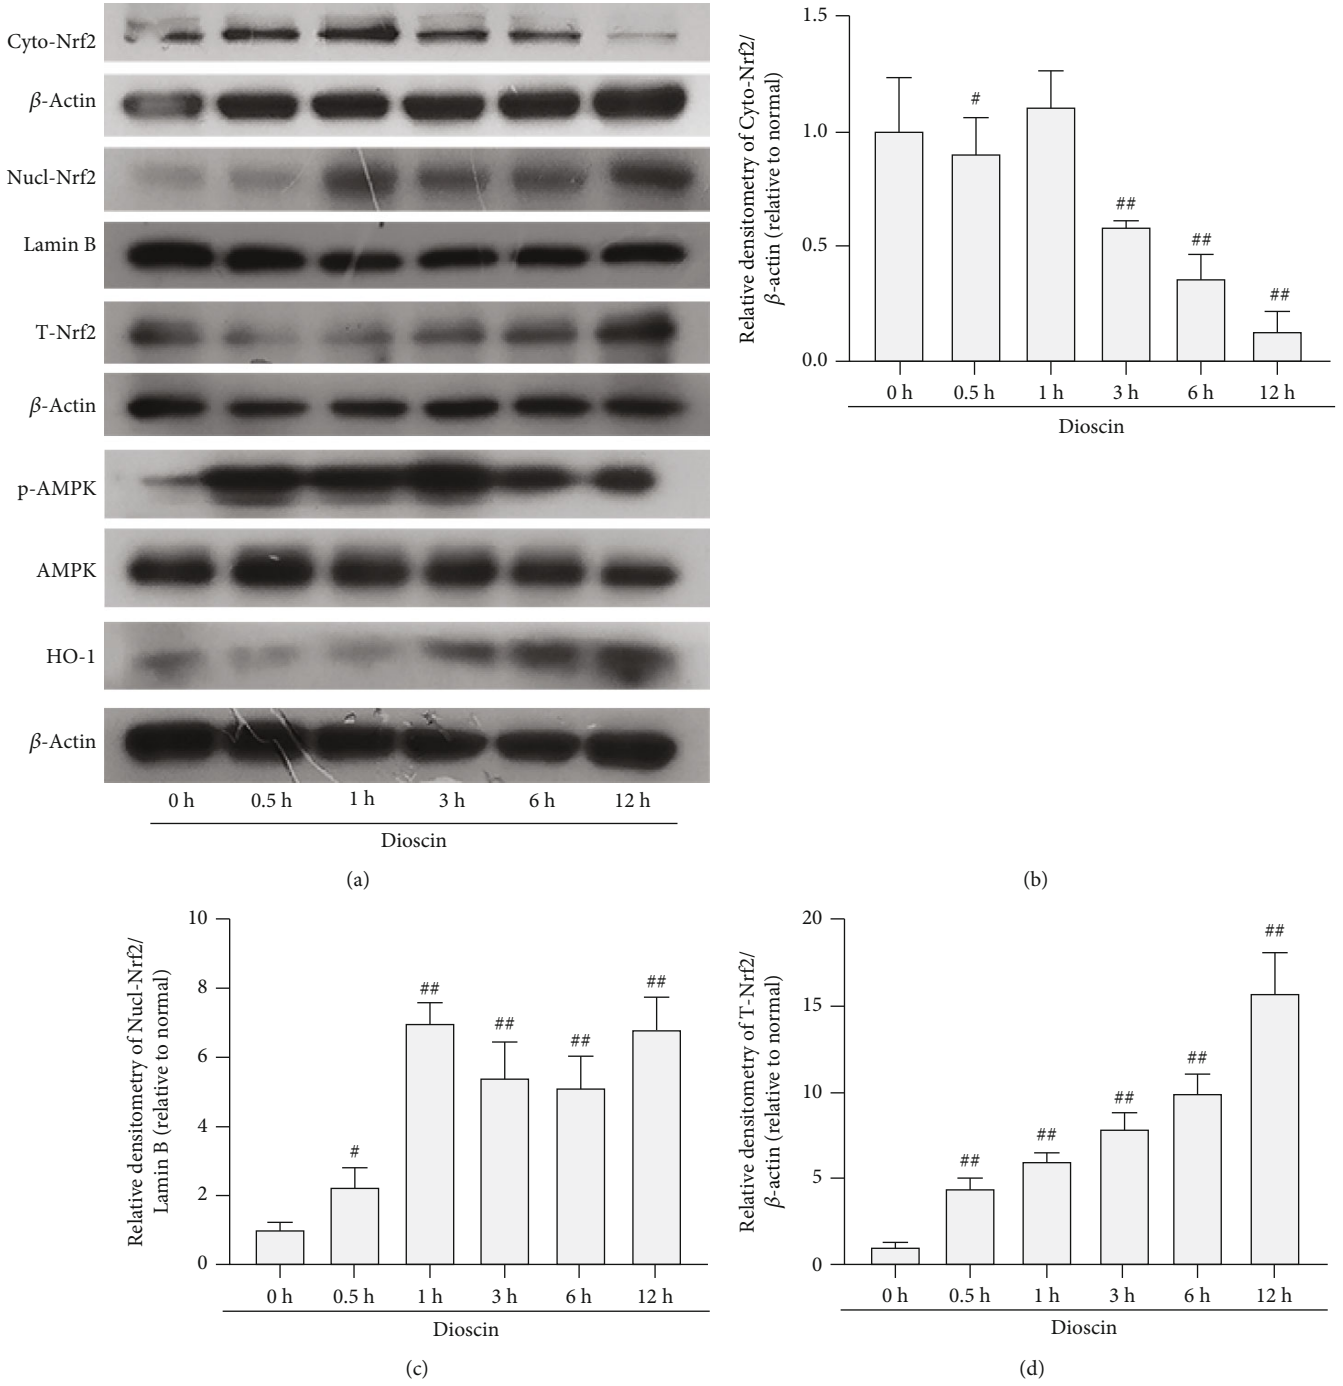 Cyto-Nrf2
β-Actin
Nucl-Nrf2
Lamin B
T-Nrf2
β-Actin
p-AMPK
AMPK
HO-1
β-Actin
0 h 0.5 h 1 h 3 h 6 h 12 h
Dioscin
(a)
Relative densitometry of Cyto-Nrf2/
β-actin (relative to normal)
1.5
1.0
0.5
0.0
#
##
##
##
0 h 0.5 h 1 h 3 h 6 h 12 h
Dioscin
(b)
Relative densitometry of Nucl-Nrf2/
Lamin B (relative to normal)
10
8
6
4
2
0
#
##
##
##
##
0 h 0.5 h 1 h 3 h 6 h 12 h
Dioscin
(c)
Relative densitometry of T-Nrf2/
β-actin (relative to normal)
20
15
10
5
0
##
##
##
##
##
0 h 0.5 h 1 h 3 h 6 h 12 h
Dioscin
(d)